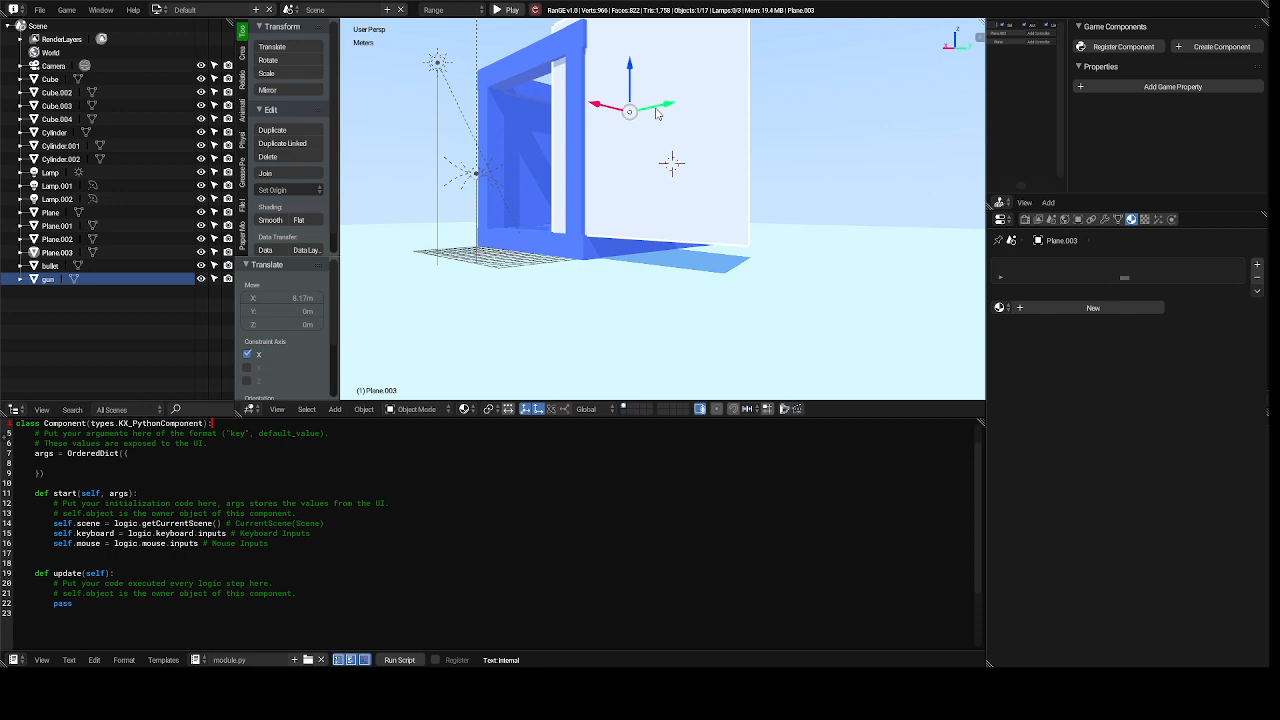 File Game Window Help Default Scene Range Play RanGE v1.0 | Verts:966 | Faces:822 | Tris:1,758 | Objects:1/17 | Lamps:0/3 | Mem: 19.4 MB | Plane.003
Scene
RenderLayers
World
Camera
Cube
Cube.002
Cube.003
Cube.004
Cylinder
Cylinder.001
Cylinder.002
Lamp
Lamp.001
Lamp.002
Plane
Plane.001
Plane.002
Plane.003
bullet
gun
View Search All Scenes
Transform
Translate
Rotate
Scale
Mirror
Edit
Duplicate
Duplicate Linked
Delete
Join
Set Origin
Shading:
Smooth Flat
Data Transfer:
Data Data Lay...
Translate
Move
X: 8.17m
Y: 0m
Z: 0m
Constraint Axis
X
Y
Z
User Persp
Meters
(1) Plane.003
View Select Add Object Object Mode Global
Game Components
Register Component Create Component
Properties
Add Game Property
View Add
Plane.003
New
4 class Component(types.KX_PythonComponent):
5 # Put your arguments here of the format ("key", default_value).
6 # These values are exposed to the UI.
7 args = OrderedDict({
8
9 })
10
11 def start(self, args):
12 # Put your initialization code here, args stores the values from the UI.
13 # self.object is the owner object of this component.
14 self.scene = logic.getCurrentScene() # CurrentScene(Scene)
15 self.keyboard = logic.keyboard.inputs # Keyboard Inputs
16 self.mouse = logic.mouse.inputs # Mouse Inputs
17
18
19 def update(self):
20 # Put your code executed every logic step here.
21 # self.object is the owner object of this component.
22 pass
23
View Text Edit Format Templates module.py Run Script Register Text: Internal